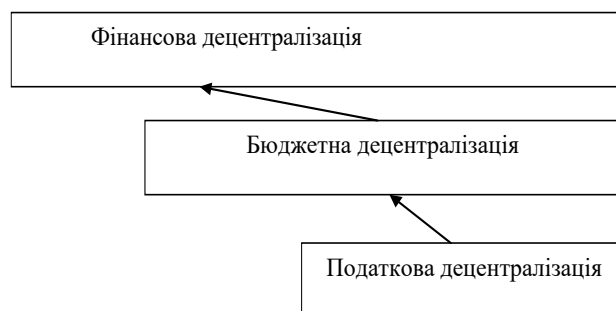 Фінансова децентралізація
Бюджетна децентралізація
Податкова децентралізація